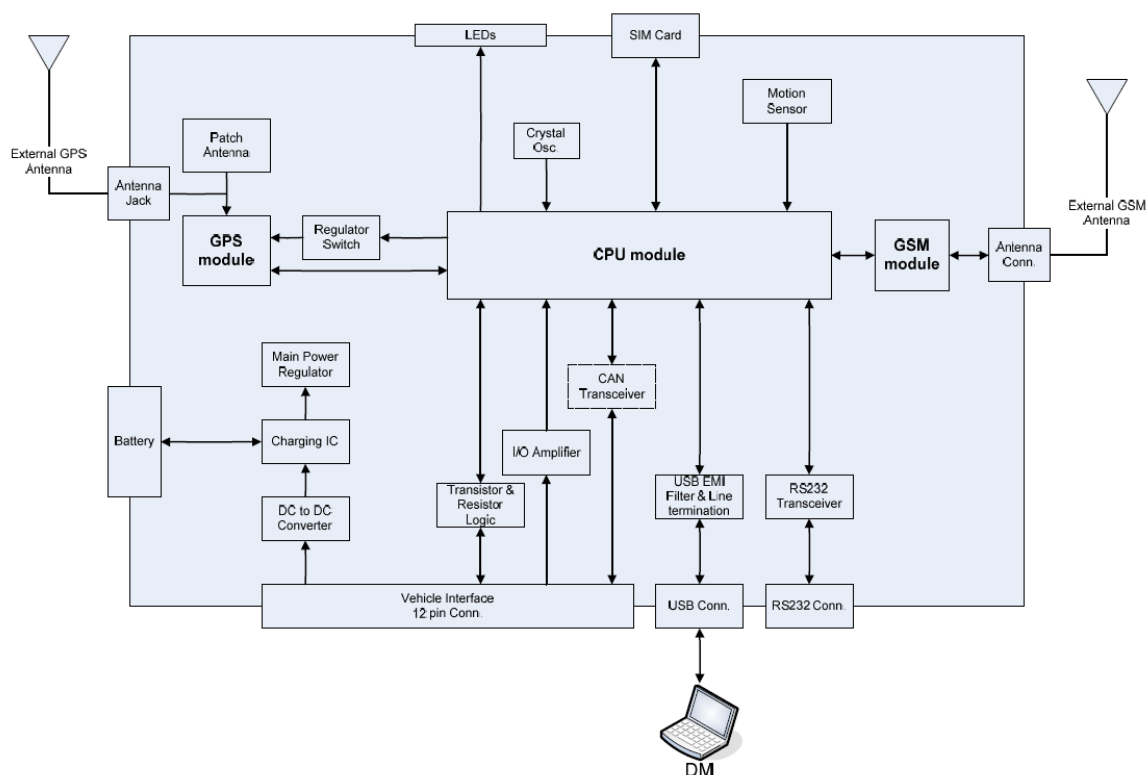 LEDs
SIM Card
Motion
Sensor
Crystal
Osc.
Patch
Antenna
External GPS
Antenna
Antenna
Jack
GPS
module
Regulator
Switch
CPU module
GSM
module
Antenna
Conn.
External GSM
Antenna
Main Power
Regulator
Battery
Charging IC
DC to DC
Converter
CAN
Transceiver
I/O Amplifier
Transistor &
Resistor
Logic
USB EMI
Filter & Line
termination
RS232
Transceiver
Vehicle Interface
12 pin Conn.
USB Conn.
RS232 Conn.
DM